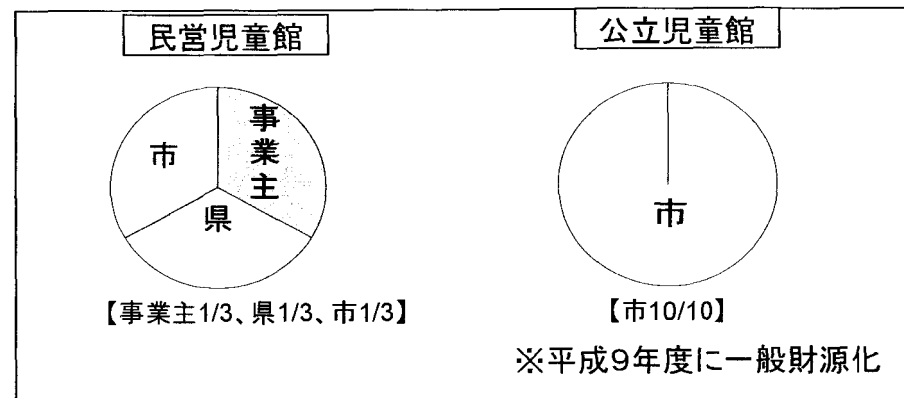 民営児童館
事業主
市
県
【事業主1/3、県1/3、市1/3】
公立児童館
市
【市10/10】
※平成9年度に一般財源化